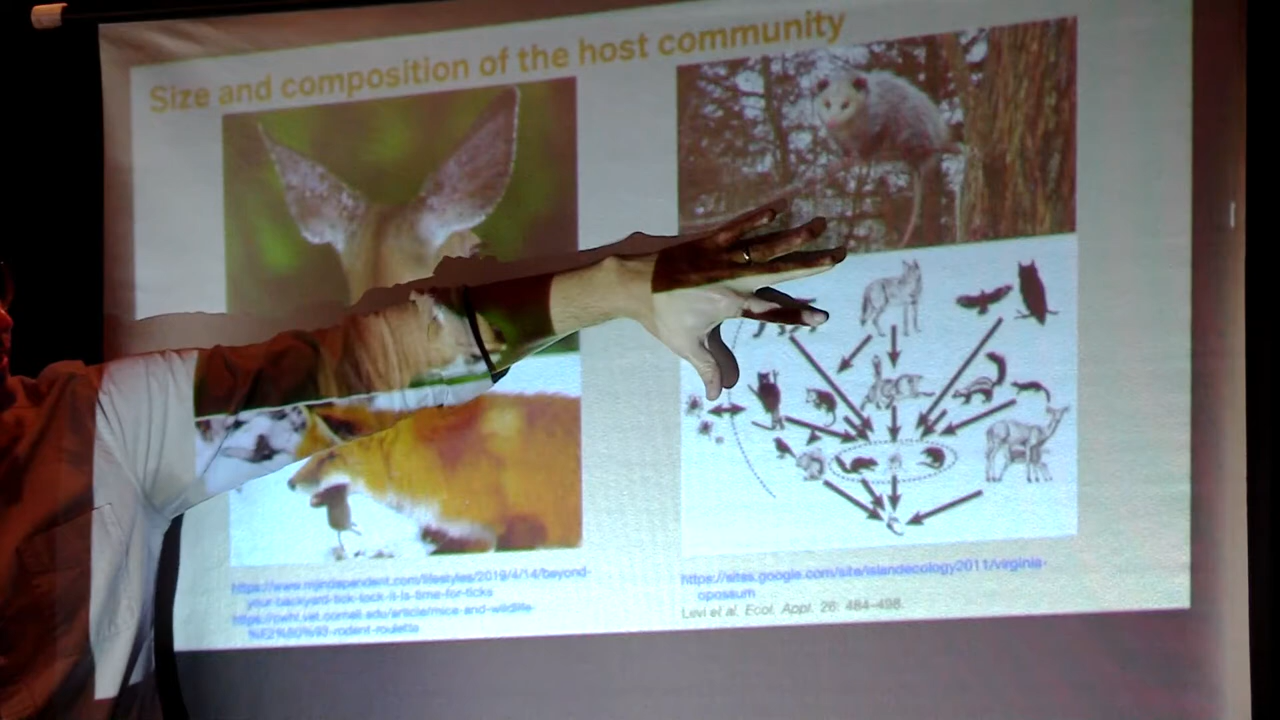 Size and composition of the host community
https://www.mjindependent.com/lifestyles/2019/4/14/beyond-
your-backyard-tick-tock-it-is-time-for-ticks
https://cwhl.vet.cornell.edu/article/mice-and-wildlife-
%E2%80%93-rodent-roulette
https://sites.google.com/site/islandecology2011/virginia-
opossum
Levi et al. Ecol. Appl. 26: 484-498.